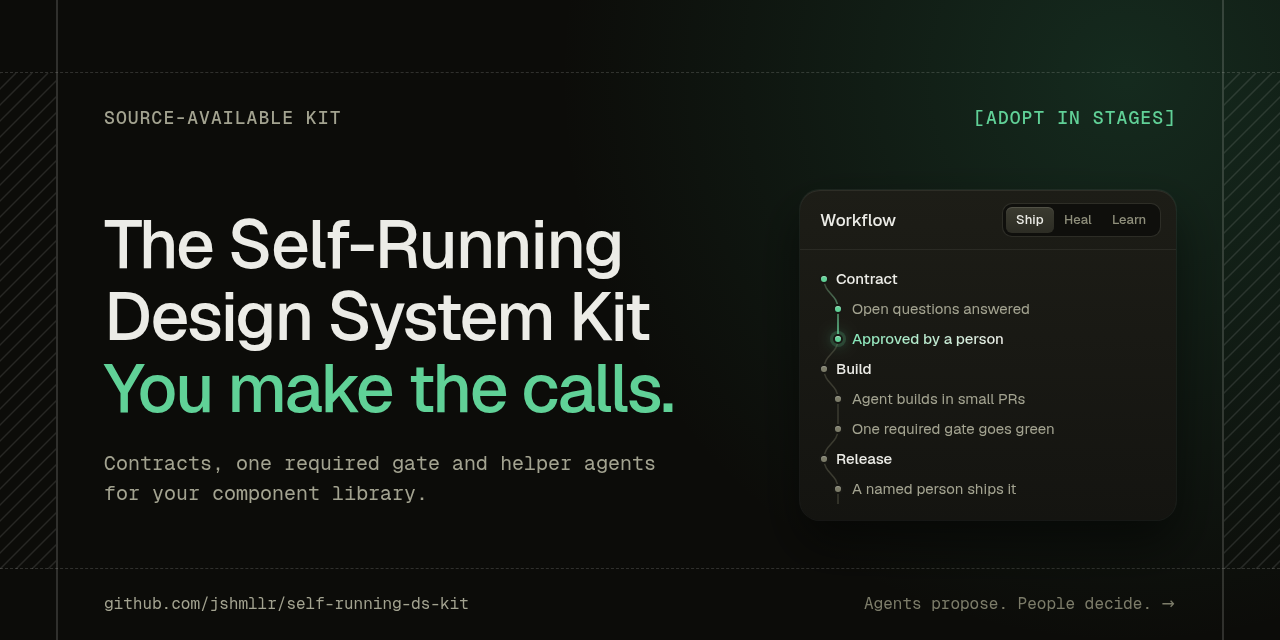 SOURCE-AVAILABLE KIT
[ADOPT IN STAGES]
The Self-Running
Design System Kit
You make the calls.
Contracts, one required gate and helper agents
for your component library.
Workflow
Ship Heal Learn
Contract
Open questions answered
Approved by a person
Build
Agent builds in small PRs
One required gate goes green
Release
A named person ships it
github.com/jshmllr/self-running-ds-kit
Agents propose. People decide. →